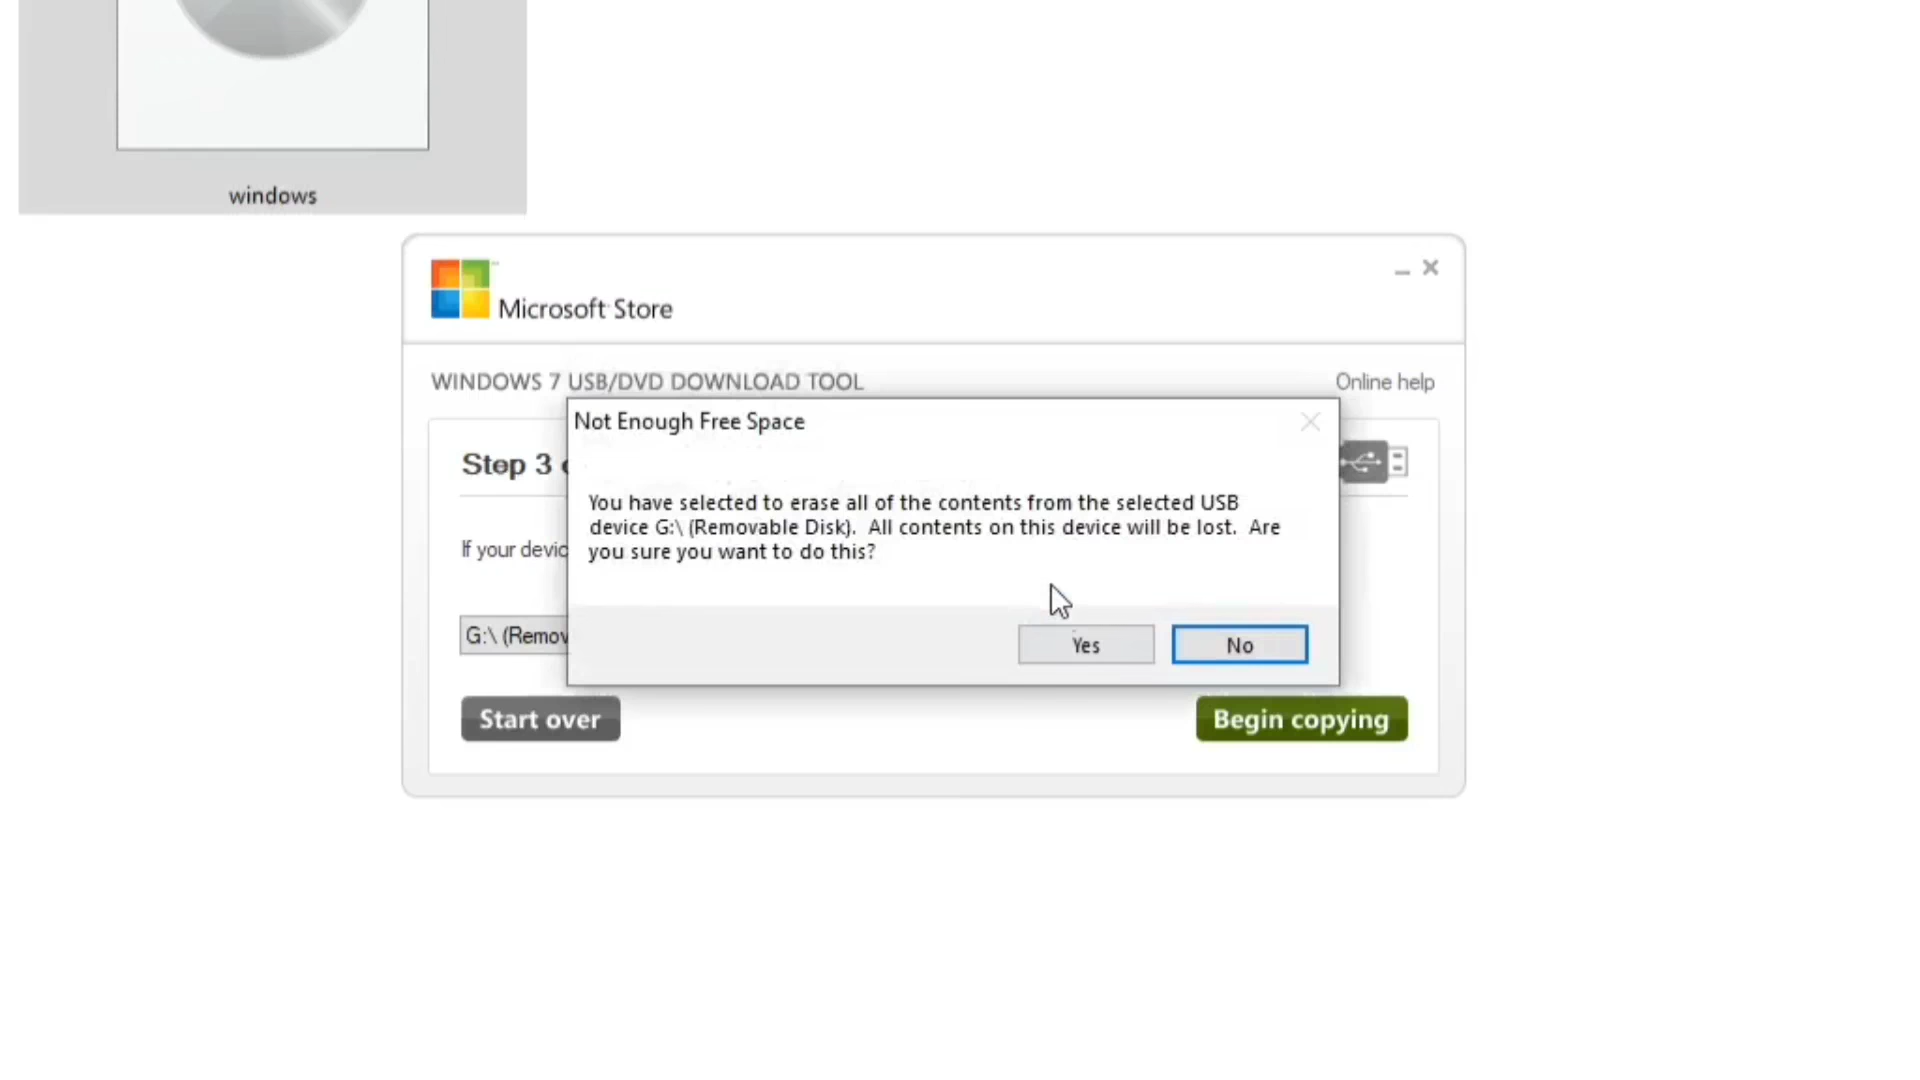 windows
Microsoft Store
WINDOWS 7 USB/DVD DOWNLOAD TOOL
Online help
Not Enough Free Space
Step 3
You have selected to erase all of the contents from the selected USB
device G:\ (Removable Disk).  All contents on this device will be lost.  Are
you sure you want to do this?
If your devic
G:\ (Remov
Yes
No
Start over
Begin copying